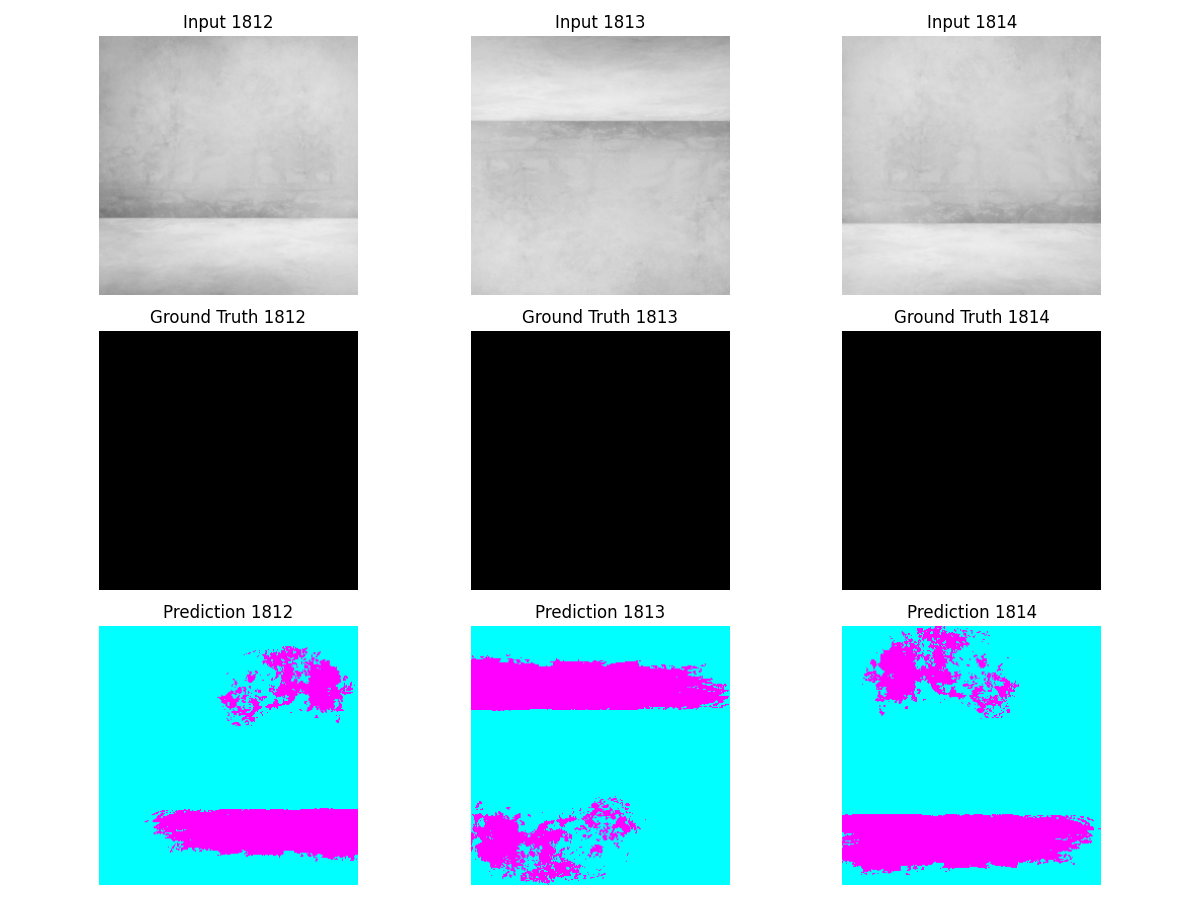 Input 1812
Input 1813
Input 1814
Ground Truth 1812
Ground Truth 1813
Ground Truth 1814
Prediction 1812
Prediction 1813
Prediction 1814